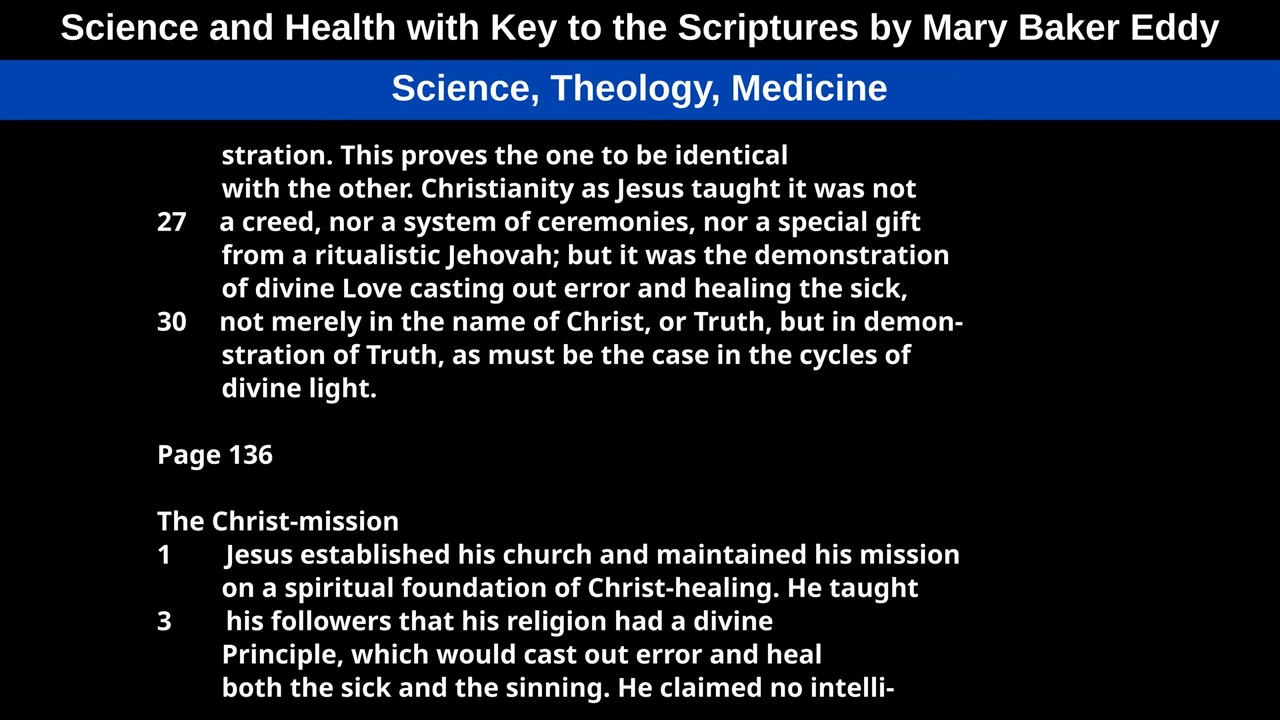 Science and Health with Key to the Scriptures by Mary Baker Eddy
Science, Theology, Medicine
stration. This proves the one to be identical
with the other. Christianity as Jesus taught it was not
27 a creed, nor a system of ceremonies, nor a special gift
from a ritualistic Jehovah; but it was the demonstration
of divine Love casting out error and healing the sick,
30 not merely in the name of Christ, or Truth, but in demon-
stration of Truth, as must be the case in the cycles of
divine light.
Page 136
The Christ-mission
1 Jesus established his church and maintained his mission
on a spiritual foundation of Christ-healing. He taught
3 his followers that his religion had a divine
Principle, which would cast out error and heal
both the sick and the sinning. He claimed no intelli-